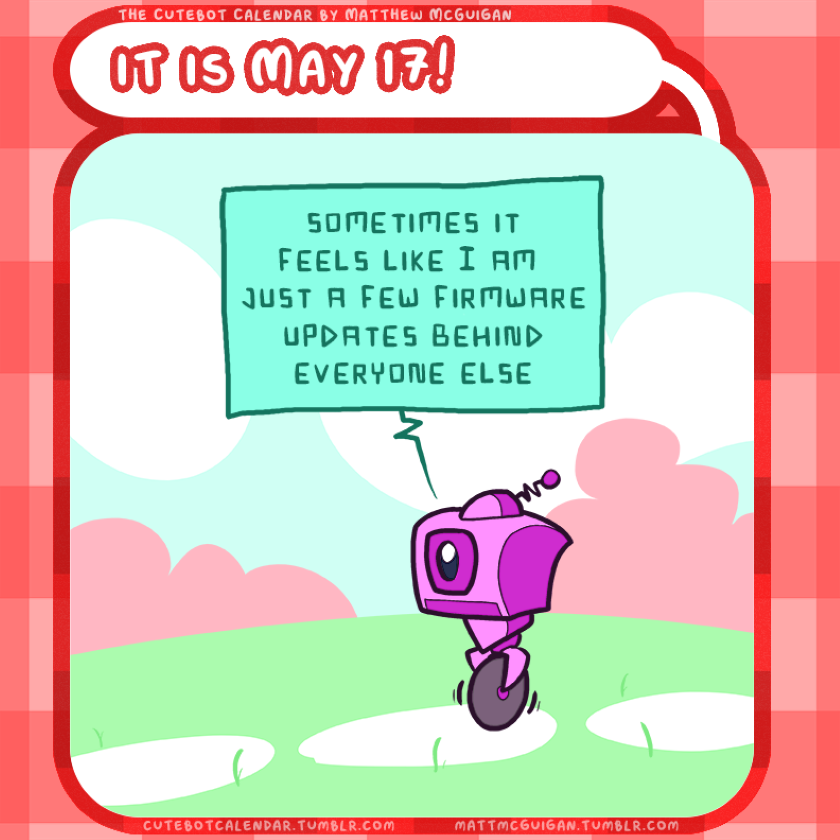 THE CUTEBOT CALENDAR BY MATTHEW MCGUIGAN
IT IS MAY 17!
SOMETIMES IT
FEELS LIKE I AM
JUST A FEW FIRMWARE
UPDATES BEHIND
EVERYONE ELSE
CUTEBOTCALENDAR.TUMBLR.COM
MATTMCGUIGAN.TUMBLR.COM